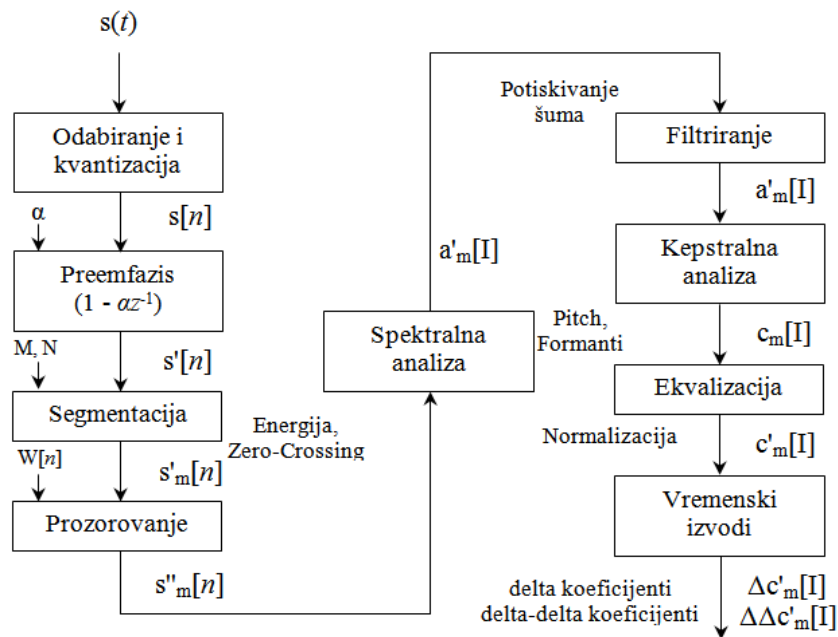 s(t)
Odabiranje i
kvantizacija
α
s[n]
Preemfazis
(1 - αz⁻¹)
M, N
s'[n]
Segmentacija
Energija,
Zero-Crossing
W[n]
s'ₘ[n]
Prozorovanje
s''ₘ[n]
Spektralna
analiza
a'ₘ[I]
Pitch,
Formanti
Potiskivanje
šuma
Filtriranje
a'ₘ[I]
Kepstralna
analiza
cₘ[I]
Ekvalizacija
Normalizacija
c'ₘ[I]
Vremenski
izvodi
delta koeficijenti
delta-delta koeficijenti
Δc'ₘ[I]
ΔΔc'ₘ[I]